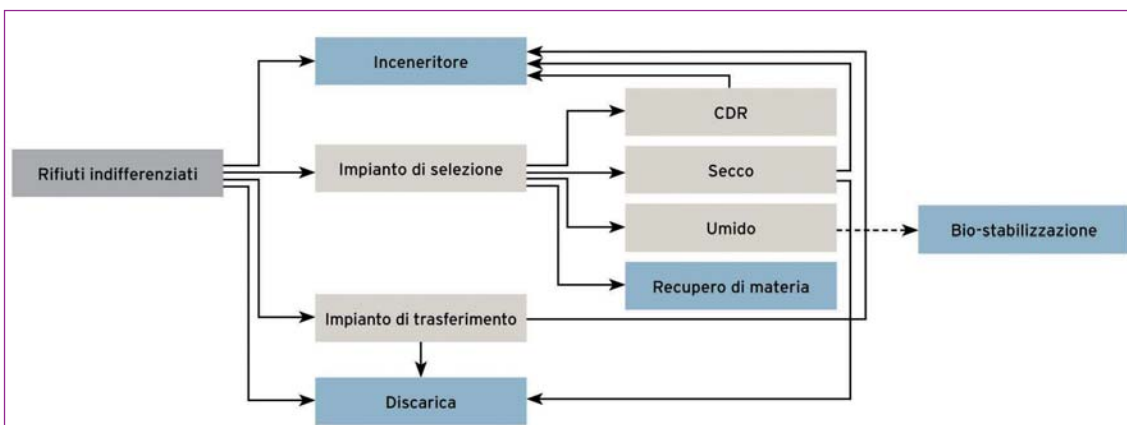 Inceneritore
CDR
Rifiuti indifferenziati
Impianto di selezione
Secco
Umido
Bio-stabilizzazione
Recupero di materia
Impianto di trasferimento
Discarica